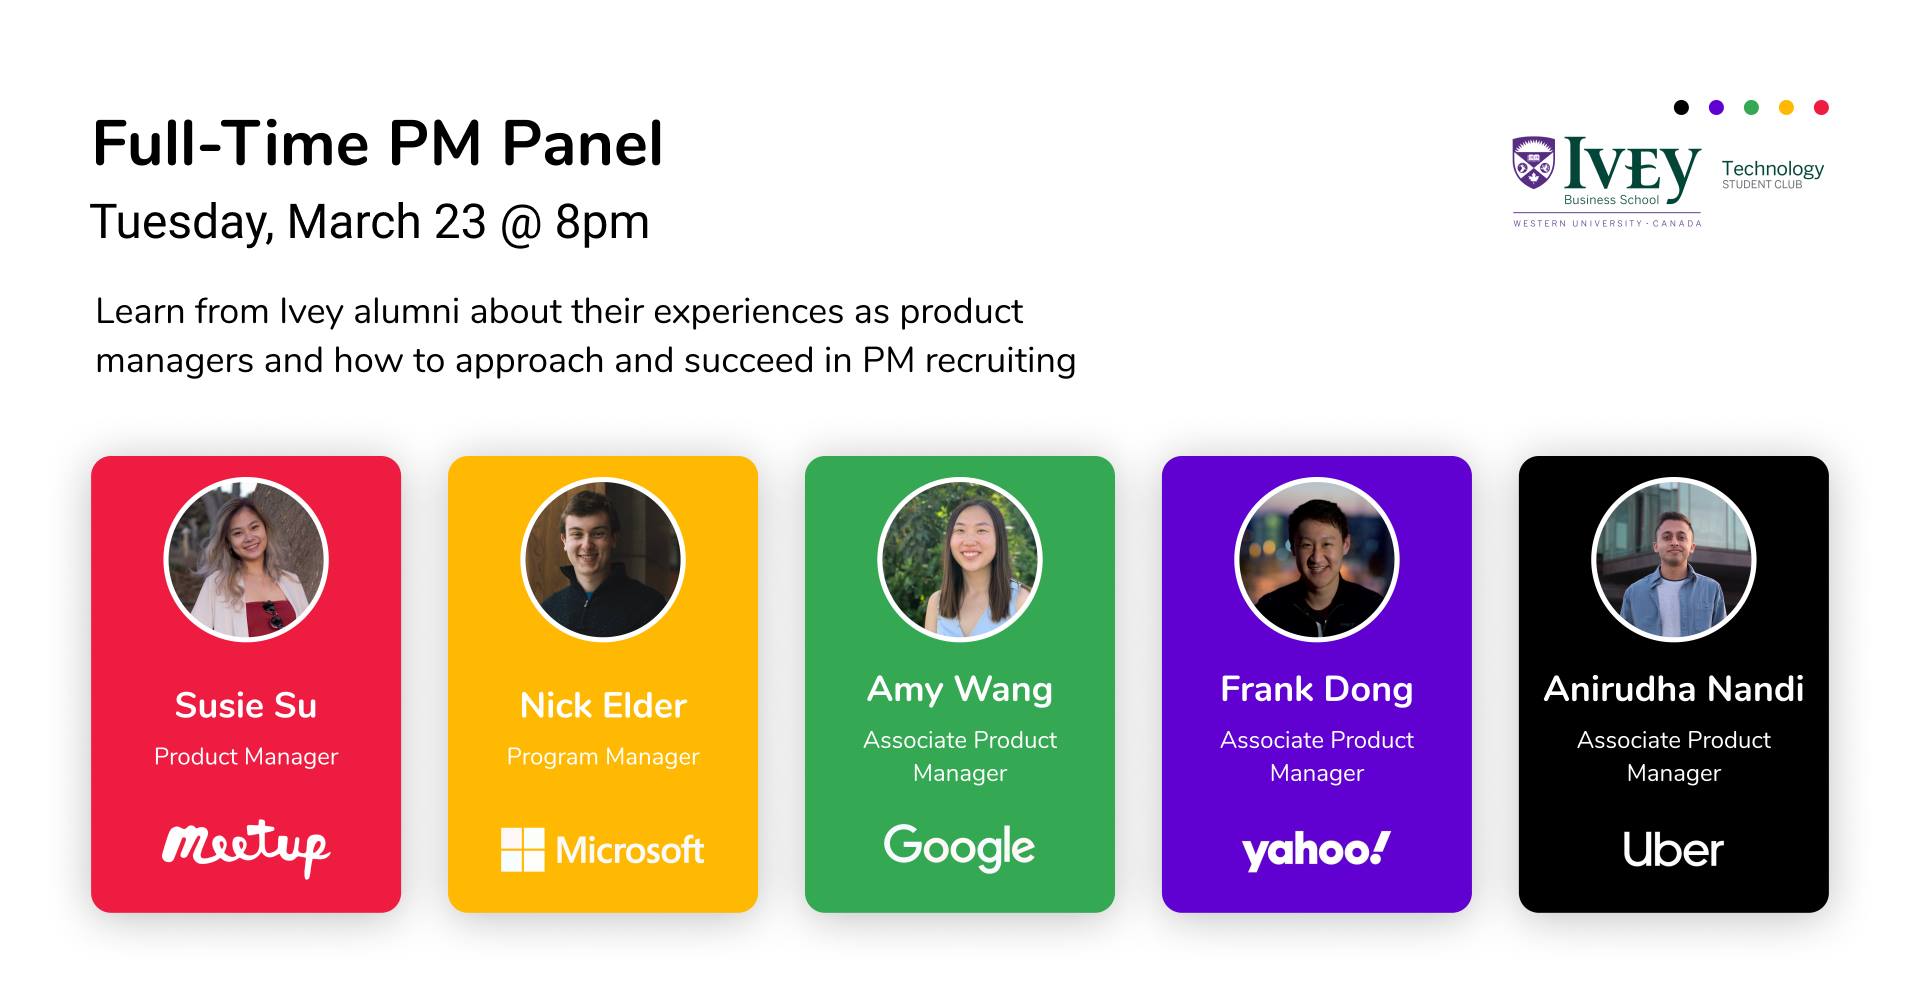 Full-Time PM Panel
Tuesday, March 23 @ 8pm
Learn from Ivey alumni about their experiences as product
managers and how to approach and succeed in PM recruiting
IVEY
Business School
WESTERN UNIVERSITY · CANADA
Technology
STUDENT CLUB
Susie Su
Product Manager
meetup
Nick Elder
Program Manager
Microsoft
Amy Wang
Associate Product
Manager
Google
Frank Dong
Associate Product
Manager
yahoo!
Anirudha Nandi
Associate Product
Manager
Uber